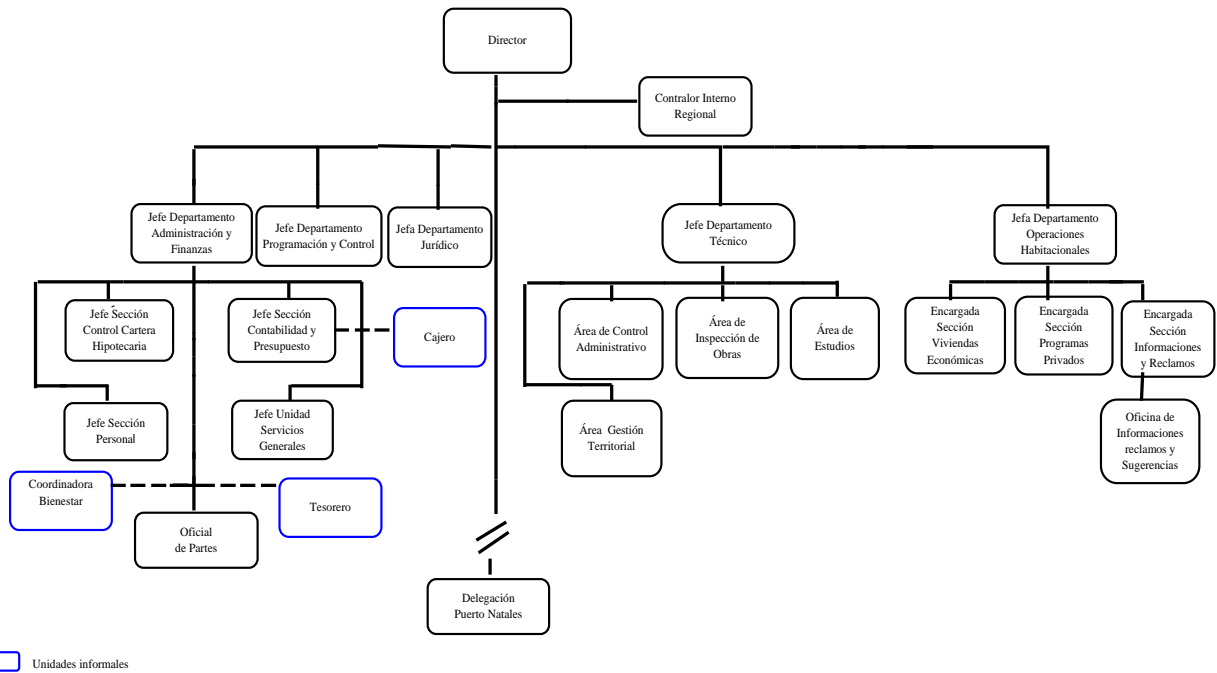 Director
Contralor Interno
Regional
Jefe Departamento
Administración y
Finanzas
Jefe Departamento
Programación y Control
Jefa Departamento
Jurídico
Jefe Departamento
Técnico
Jefa Departamento
Operaciones
Habitacionales
Jefe Sección
Control Cartera
Hipotecaria
Jefe Sección
Contabilidad y
Presupuesto
Cajero
Área de Control
Administrativo
Área de
Inspección de
Obras
Área de
Estudios
Encargada
Sección
Viviendas
Económicas
Encargada
Sección
Programas
Privados
Encargada
Sección
Informaciones
y Reclamos
Jefe Sección
Personal
Jefe Unidad
Servicios
Generales
Área Gestión
Territorial
Oficina de
Informaciones
reclamos y
Sugerencias
Coordinadora
Bienestar
Tesorero
Oficial
de Partes
Delegación
Puerto Natales
Unidades informales